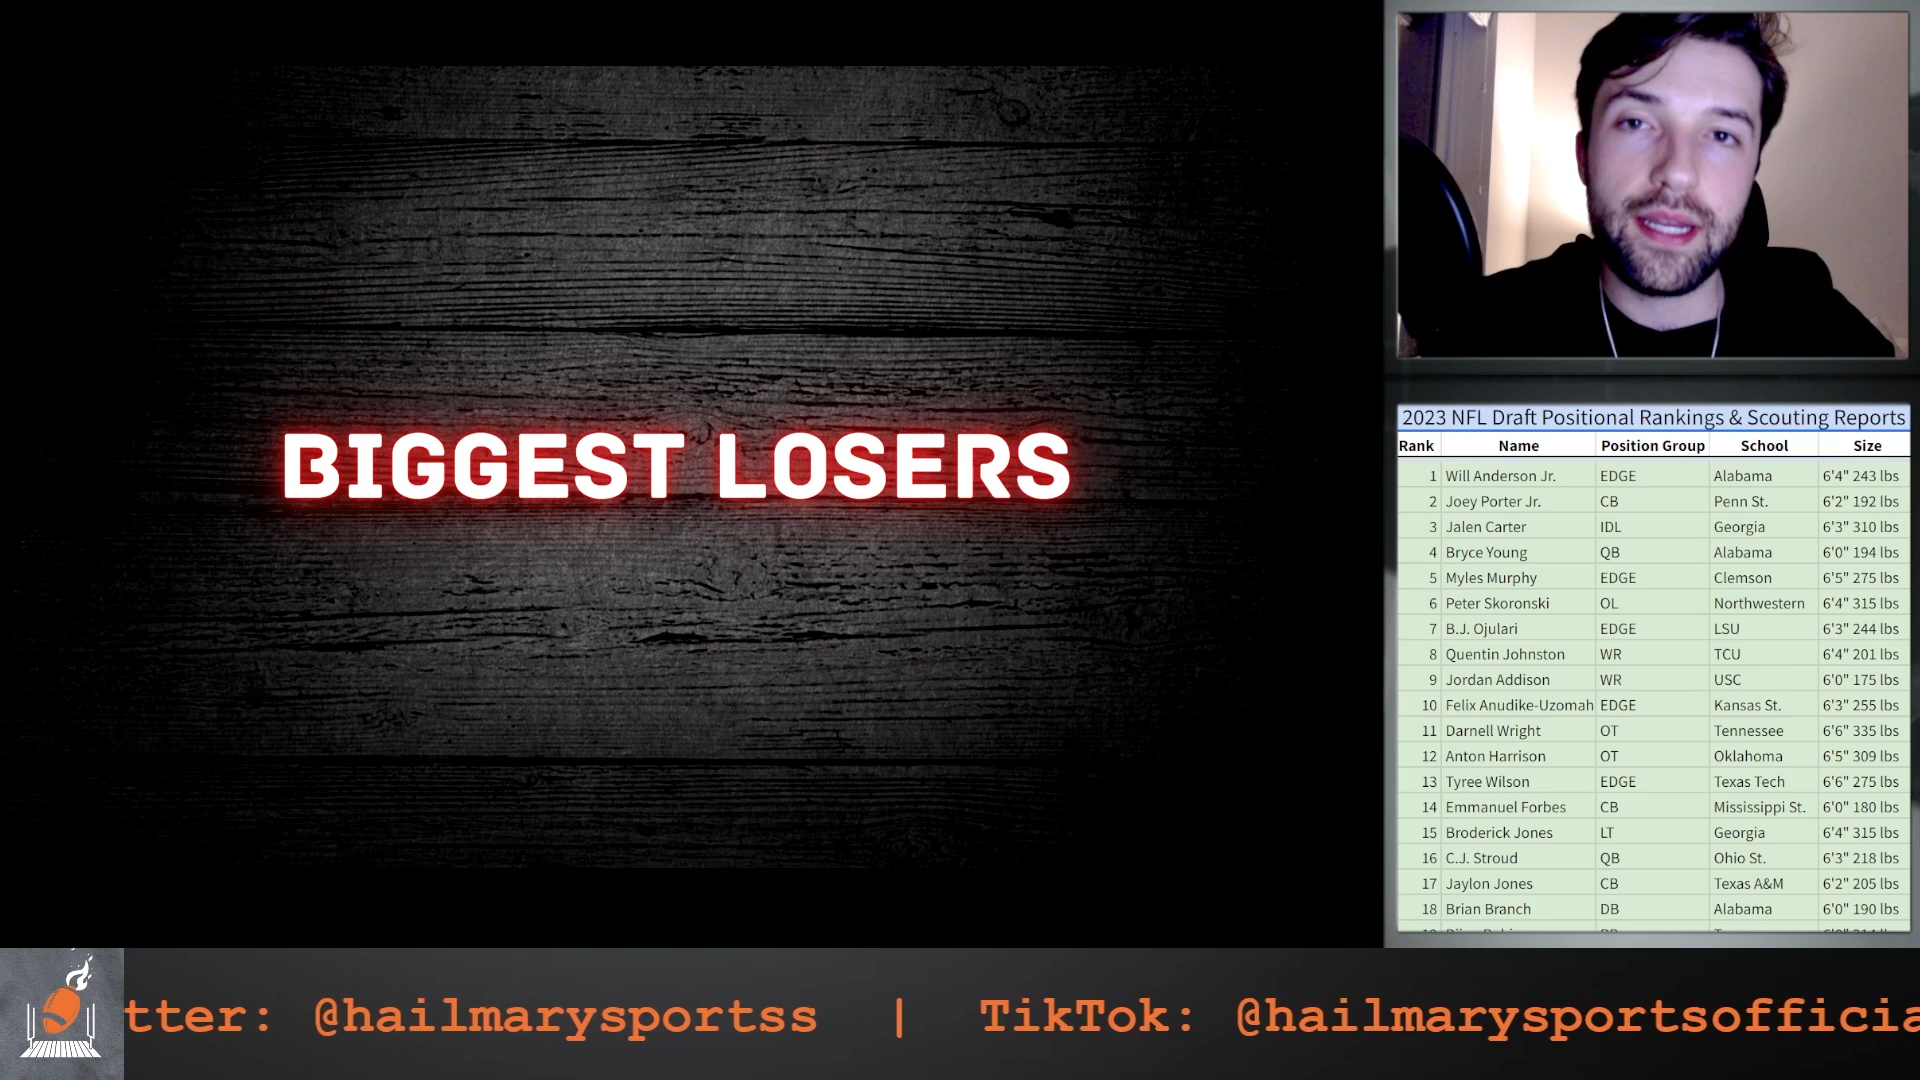 BIGGEST LOSERS
2023 NFL Draft Positional Rankings & Scouting Reports
Rank Name Position Group School Size
1 Will Anderson Jr. EDGE Alabama 6'4" 243 lbs
2 Joey Porter Jr. CB Penn St. 6'2" 192 lbs
3 Jalen Carter IDL Georgia 6'3" 310 lbs
4 Bryce Young QB Alabama 6'0" 194 lbs
5 Myles Murphy EDGE Clemson 6'5" 275 lbs
6 Peter Skoronski OL Northwestern 6'4" 315 lbs
7 B.J. Ojulari EDGE LSU 6'3" 244 lbs
8 Quentin Johnston WR TCU 6'4" 201 lbs
9 Jordan Addison WR USC 6'0" 175 lbs
10 Felix Anudike-Uzomah EDGE Kansas St. 6'3" 255 lbs
11 Darnell Wright OT Tennessee 6'6" 335 lbs
12 Anton Harrison OT Oklahoma 6'5" 309 lbs
13 Tyree Wilson EDGE Texas Tech 6'6" 275 lbs
14 Emmanuel Forbes CB Mississippi St. 6'0" 180 lbs
15 Broderick Jones LT Georgia 6'4" 315 lbs
16 C.J. Stroud QB Ohio St. 6'3" 218 lbs
17 Jaylon Jones CB Texas A&M 6'2" 205 lbs
18 Brian Branch DB Alabama 6'0" 190 lbs
tter: @hailmarysportss | TikTok: @hailmarysportsofficia